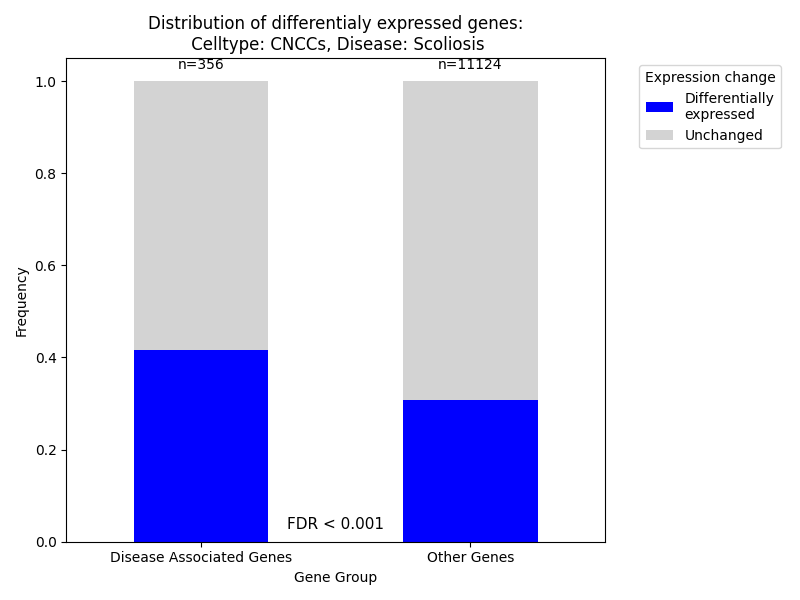 Distribution of differentialy expressed genes:
Celltype: CNCCs, Disease: Scoliosis
n=356
n=11124
Expression change
Differentially
expressed
Unchanged
1.0
0.8
0.6
0.4
0.2
0.0
Frequency
FDR < 0.001
Disease Associated Genes
Other Genes
Gene Group